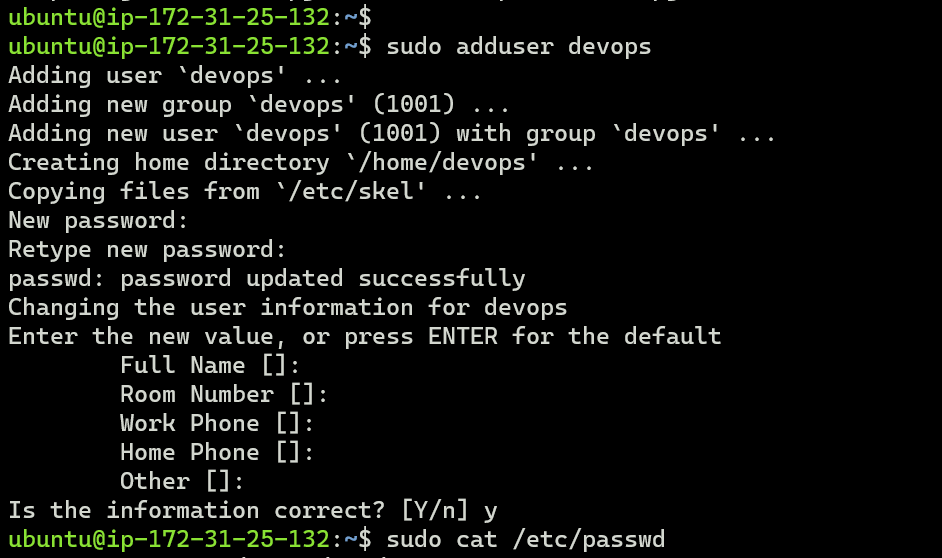 ubuntu@ip-172-31-25-132:~$
ubuntu@ip-172-31-25-132:~$ sudo adduser devops
Adding user `devops' ...
Adding new group `devops' (1001) ...
Adding new user `devops' (1001) with group `devops' ...
Creating home directory `/home/devops' ...
Copying files from `/etc/skel' ...
New password:
Retype new password:
passwd: password updated successfully
Changing the user information for devops
Enter the new value, or press ENTER for the default
        Full Name []:
        Room Number []:
        Work Phone []:
        Home Phone []:
        Other []:
Is the information correct? [Y/n] y
ubuntu@ip-172-31-25-132:~$ sudo cat /etc/passwd